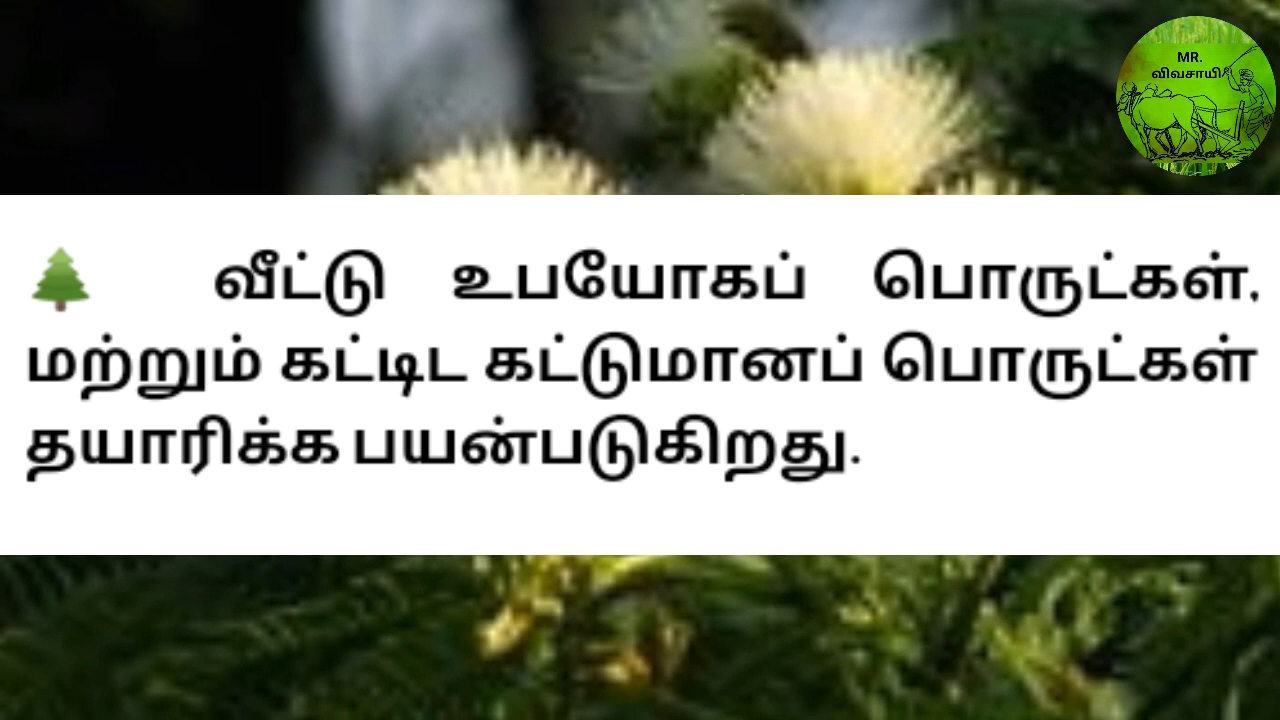 MR.
விவசாயி
🌲 வீட்டு உபயோகப் பொருட்கள்,
மற்றும் கட்டிட கட்டுமானப் பொருட்கள்
தயாரிக்க பயன்படுகிறது.